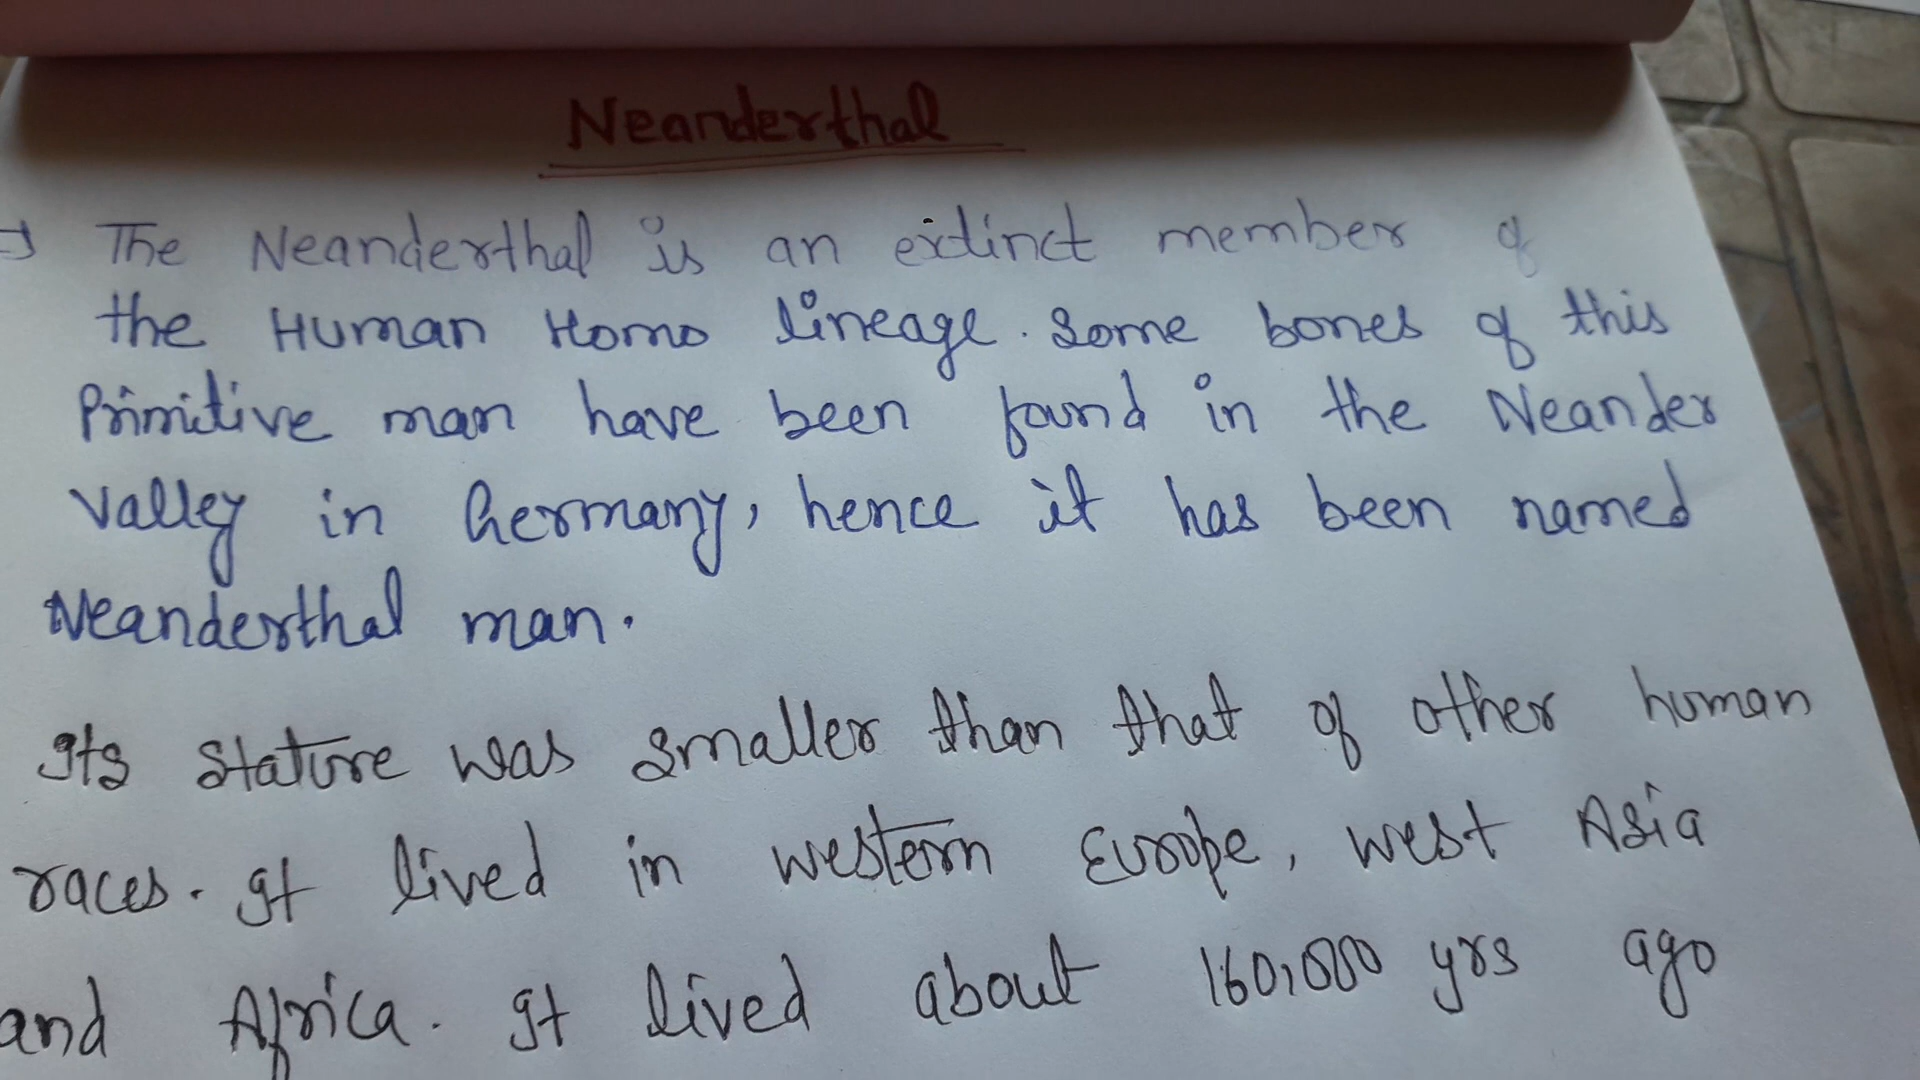 Neanderthal
⇒ The Neanderthal is an extinct member of
the Human Homo lineage. Some bones of this
Primitive man have been found in the Neander
Valley in Germany, hence it has been named
Neanderthal man.
Its stature was smaller than that of other human
races. It lived in western Europe, west Asia
and Africa. It lived about 160,000 yrs ago